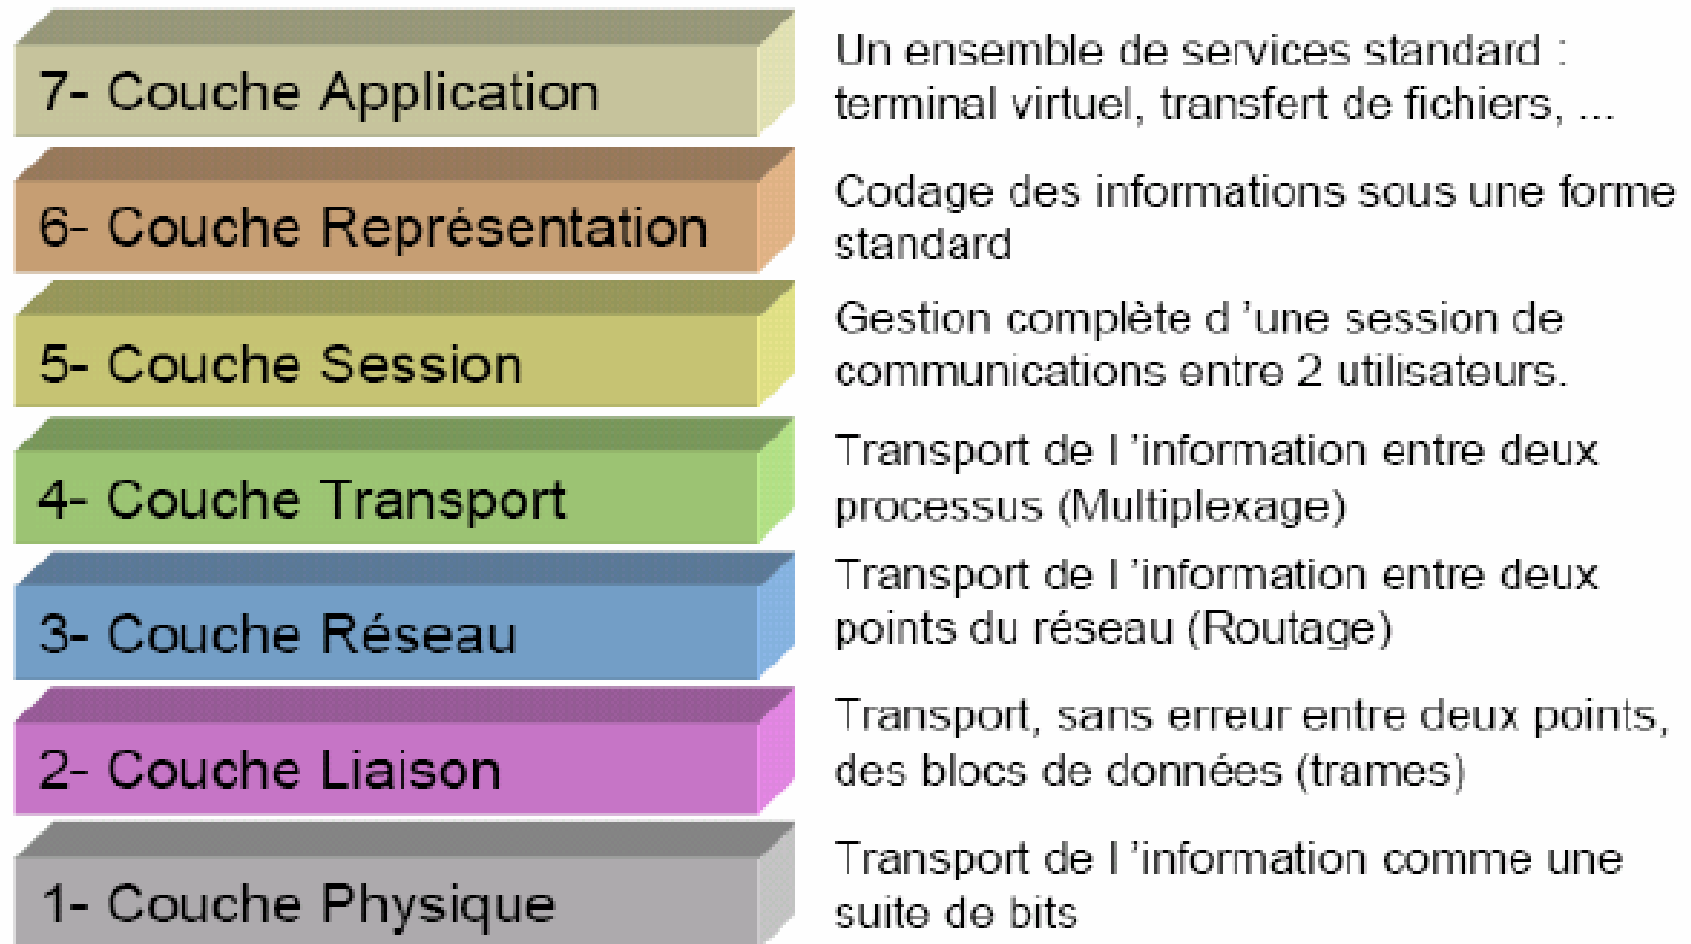 7- Couche Application
Un ensemble de services standard :
terminal virtuel, transfert de fichiers, ...
6- Couche Représentation
Codage des informations sous une forme
standard
5- Couche Session
Gestion complète d ’une session de
communications entre 2 utilisateurs.
4- Couche Transport
Transport de l ’information entre deux
processus (Multiplexage)
3- Couche Réseau
Transport de l ’information entre deux
points du réseau (Routage)
2- Couche Liaison
Transport, sans erreur entre deux points,
des blocs de données (trames)
1- Couche Physique
Transport de l ’information comme une
suite de bits